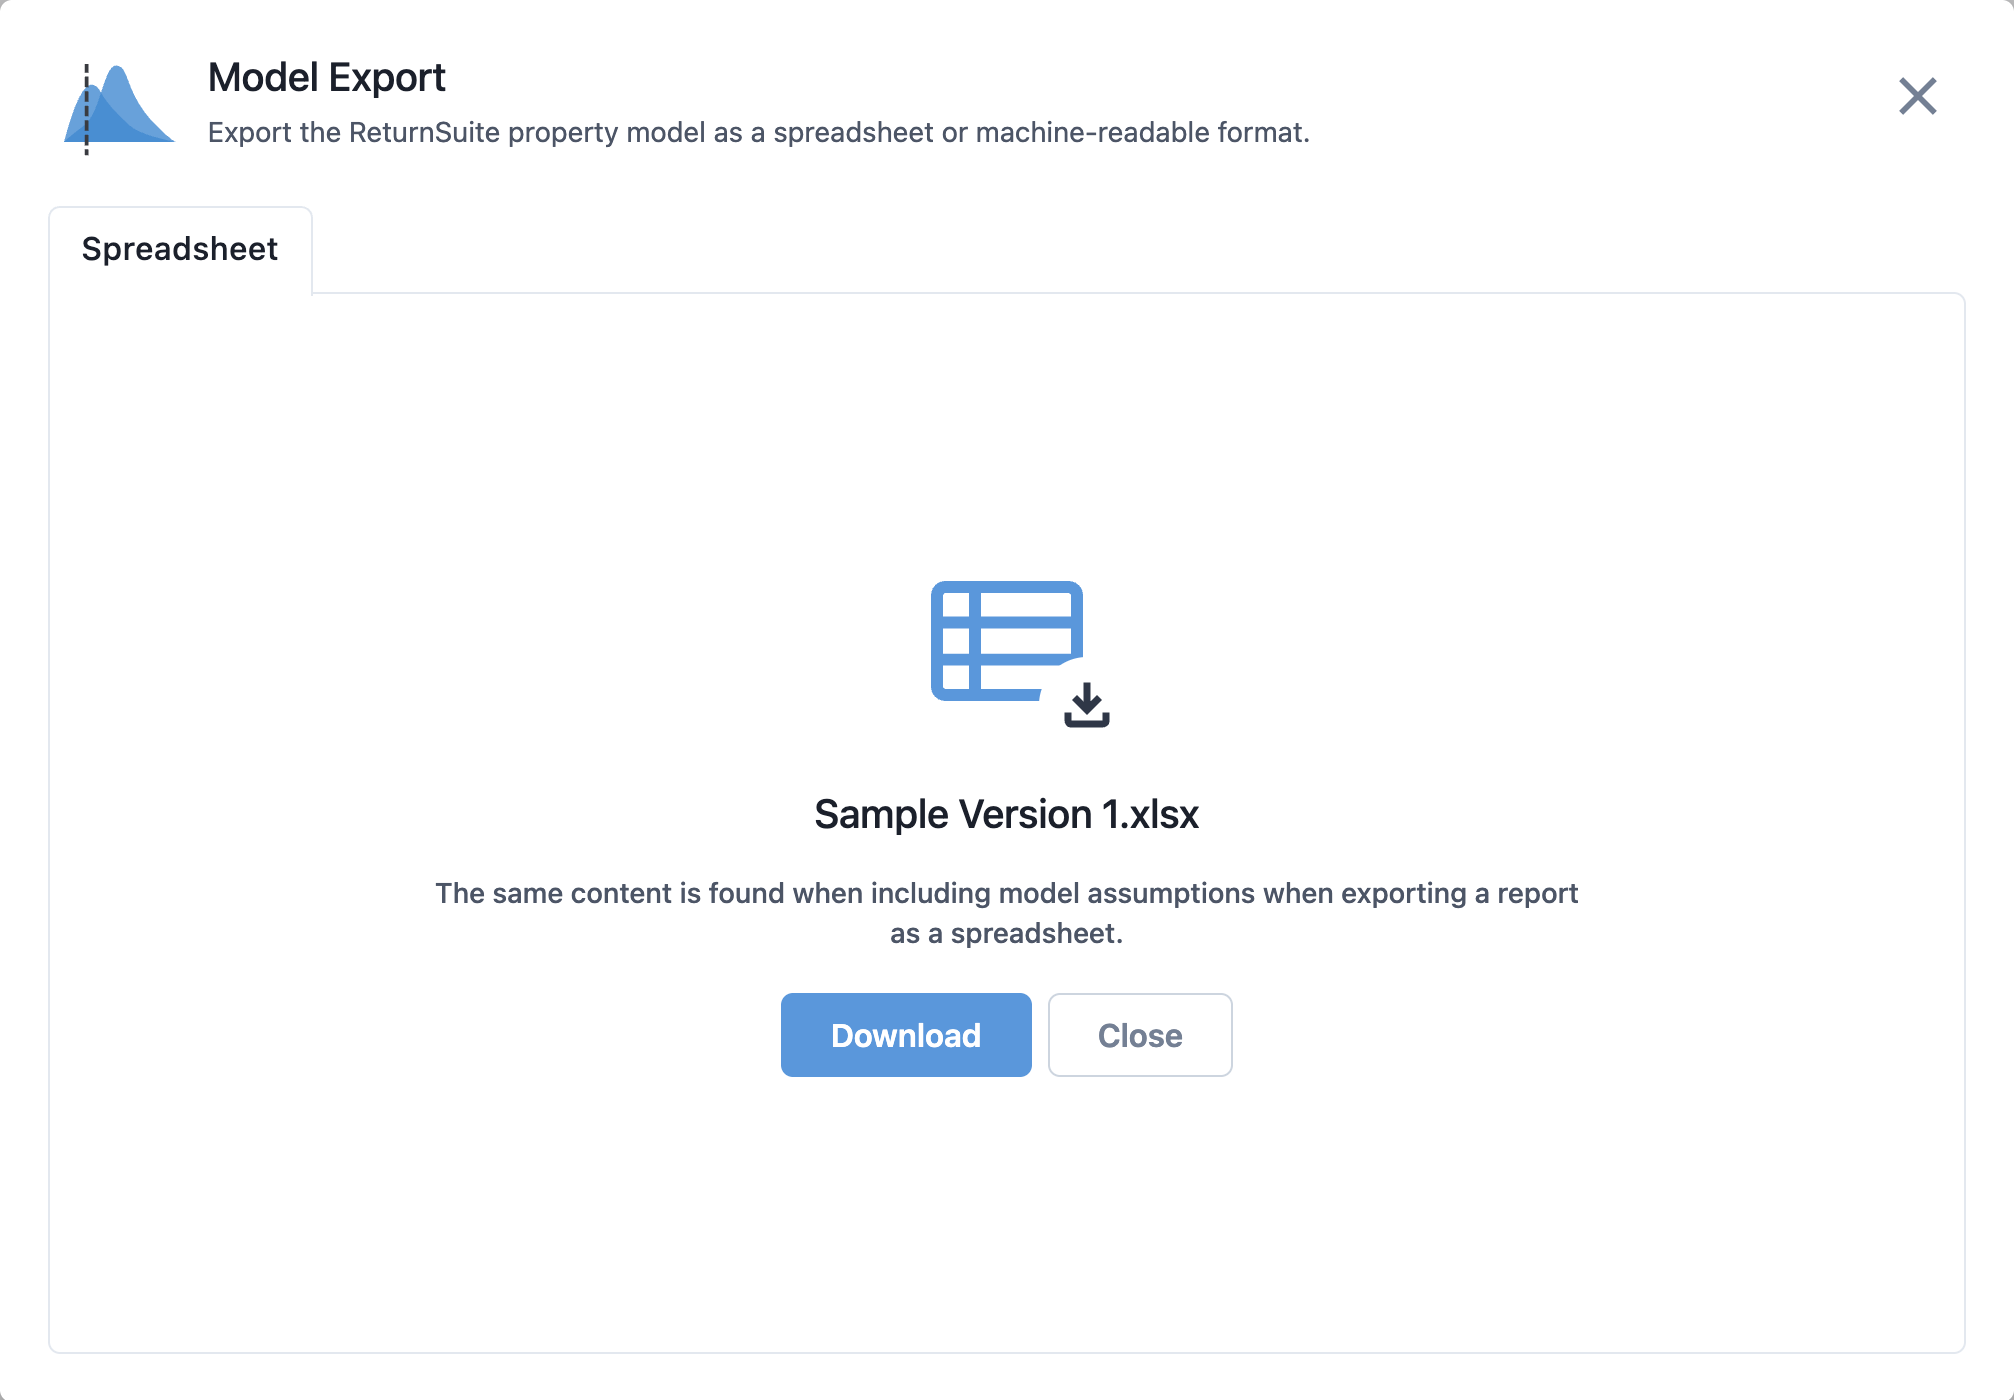 Model Export
Export the ReturnSuite property model as a spreadsheet or machine-readable format.
Spreadsheet
Sample Version 1.xlsx
The same content is found when including model assumptions when exporting a report
as a spreadsheet.
Download
Close